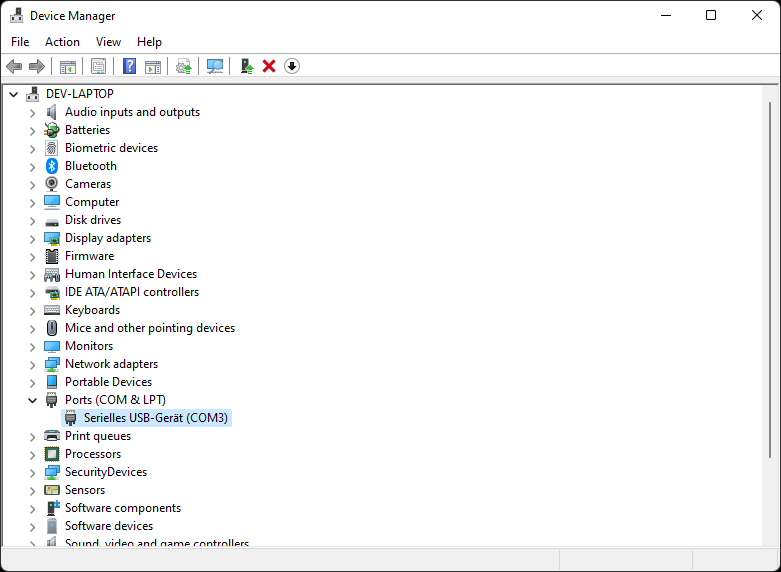 Device Manager
File Action View Help
DEV-LAPTOP
Audio inputs and outputs
Batteries
Biometric devices
Bluetooth
Cameras
Computer
Disk drives
Display adapters
Firmware
Human Interface Devices
IDE ATA/ATAPI controllers
Keyboards
Mice and other pointing devices
Monitors
Network adapters
Portable Devices
Ports (COM & LPT)
Serielles USB-Gerät (COM3)
Print queues
Processors
SecurityDevices
Sensors
Software components
Software devices
Sound, video and game controllers